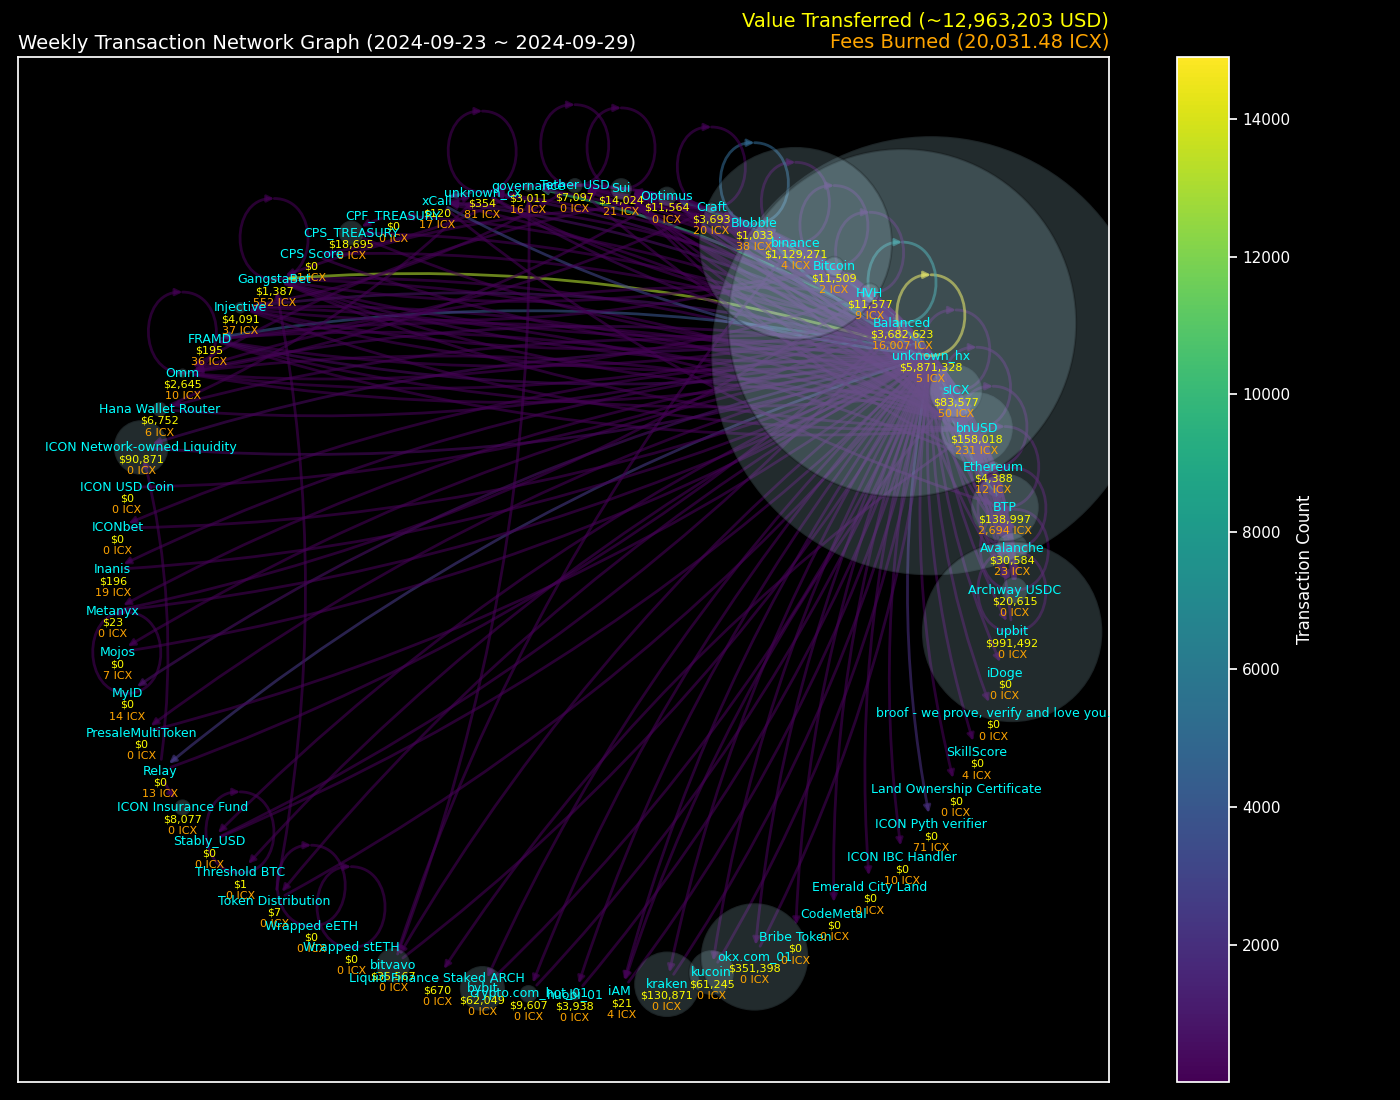 Value Transferred (~12,963,203 USD)
Weekly Transaction Network Graph (2024-09-23 ~ 2024-09-29)
Fees Burned (20,031.48 ICX)
governance
$3,011
16 ICX
Tether USD
$7,097
0 ICX
Sui
$14,024
21 ICX
Optimus
$11,564
0 ICX
Craft
$3,693
20 ICX
Blobble
$1,033
38 ICX
binance
$1,129,271
4 ICX
Bitcoin
$11,509
2 ICX
HVH
$11,577
9 ICX
Balanced
$3,682,623
16,007 ICX
unknown_hx
$5,871,328
5 ICX
sICX
$83,577
50 ICX
bnUSD
$158,018
231 ICX
Ethereum
$4,388
12 ICX
BTP
$138,997
2,694 ICX
Avalanche
$30,584
23 ICX
Archway USDC
$20,615
0 ICX
upbit
$991,492
0 ICX
iDoge
$0
0 ICX
broof - we prove, verify and love you
$0
0 ICX
SkillScore
$0
4 ICX
Land Ownership Certificate
$0
0 ICX
ICON Pyth verifier
$0
71 ICX
ICON IBC Handler
$0
10 ICX
Emerald City Land
$0
0 ICX
CodeMetal
$0
0 ICX
Bribe Token
$0
0 ICX
okx.com_01
$351,398
0 ICX
kucoin
$61,245
0 ICX
kraken
$130,871
0 ICX
iAM
$21
4 ICX
huobi_01
$3,938
0 ICX
crypto.com_hot_01
$9,607
0 ICX
bybit
$62,049
0 ICX
Liquid Finance Staked ARCH
$670
0 ICX
bitvavo
0 ICX
Wrapped stETH
$0
0 ICX
Wrapped eETH
$0
0 ICX
Token Distribution
$7
0 ICX
Threshold BTC
$1
0 ICX
Stably_USD
$0
0 ICX
ICON Insurance Fund
$8,077
0 ICX
Relay
$0
13 ICX
PresaleMultiToken
$0
0 ICX
MyID
$0
14 ICX
Mojos
$0
7 ICX
Metanyx
$23
0 ICX
Inanis
$196
19 ICX
ICONbet
$0
0 ICX
ICON USD Coin
$0
0 ICX
ICON Network-owned Liquidity
$90,871
0 ICX
Hana Wallet Router
$6,752
6 ICX
Omm
$2,645
10 ICX
FRAMD
$195
36 ICX
Injective
$4,091
37 ICX
GangstaBet
$1,387
552 ICX
CPS Score
$0
CPS_TREASURY
$18,695
0 ICX
CPF_TREASURY
$0
0 ICX
xCall
$120
17 ICX
unknown_cx
$354
81 ICX
14000
12000
10000
8000
6000
4000
2000
Transaction Count